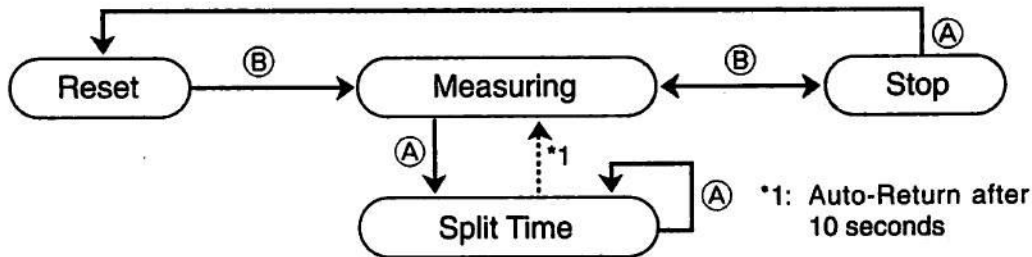 Ⓐ
Reset
Ⓑ
Measuring
Ⓑ
Stop
Ⓐ
*1
Ⓐ
*1: Auto-Return after
10 seconds
Split Time